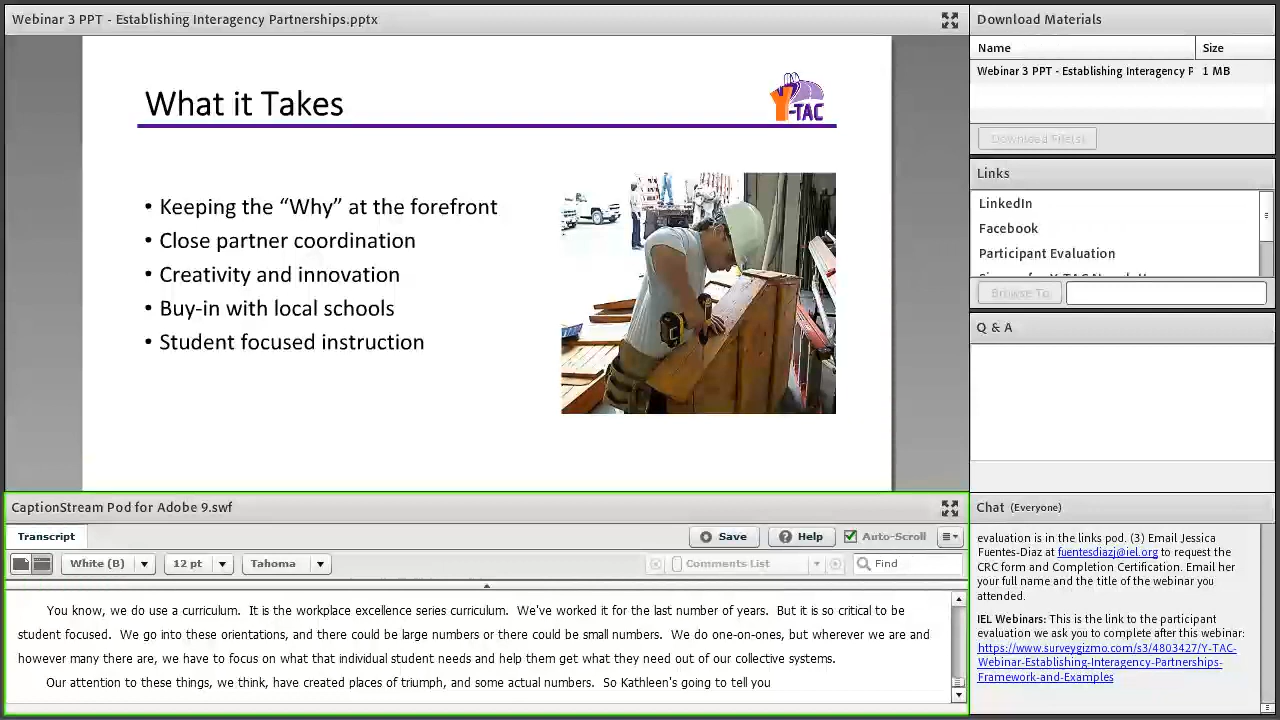 Webinar 3 PPT - Establishing Interagency Partnerships.pptx
What it Takes
Y-TAC
• Keeping the “Why” at the forefront
• Close partner coordination
• Creativity and innovation
• Buy-in with local schools
• Student focused instruction
CaptionStream Pod for Adobe 9.swf
Transcript
Save
Help
Auto-Scroll
White (B)
12 pt
Tahoma
Comments List
Find
You know, we do use a curriculum. It is the workplace excellence series curriculum. We've worked it for the last number of years. But it is so critical to be
student focused. We go into these orientations, and there could be large numbers or there could be small numbers. We do one-on-ones, but wherever we are and
however many there are, we have to focus on what that individual student needs and help them get what they need out of our collective systems.
Our attention to these things, we think, have created places of triumph, and some actual numbers. So Kathleen's going to tell you
Download Materials
Name Size
Webinar 3 PPT - Establishing Interagency P 1 MB
Download File(s)
Links
LinkedIn
Facebook
Participant Evaluation
Browse To
Q & A
Chat (Everyone)
evaluation is in the links pod. (3) Email Jessica
Fuentes-Diaz at fuentesdiazj@iel.org to request the
CRC form and Completion Certification. Email her
your full name and the title of the webinar you
attended.
IEL Webinars: This is the link to the participant
evaluation we ask you to complete after this webinar:
https://www.surveygizmo.com/s3/4803427/Y-TAC-
Webinar-Establishing-Interagency-Partnerships-
Framework-and-Examples